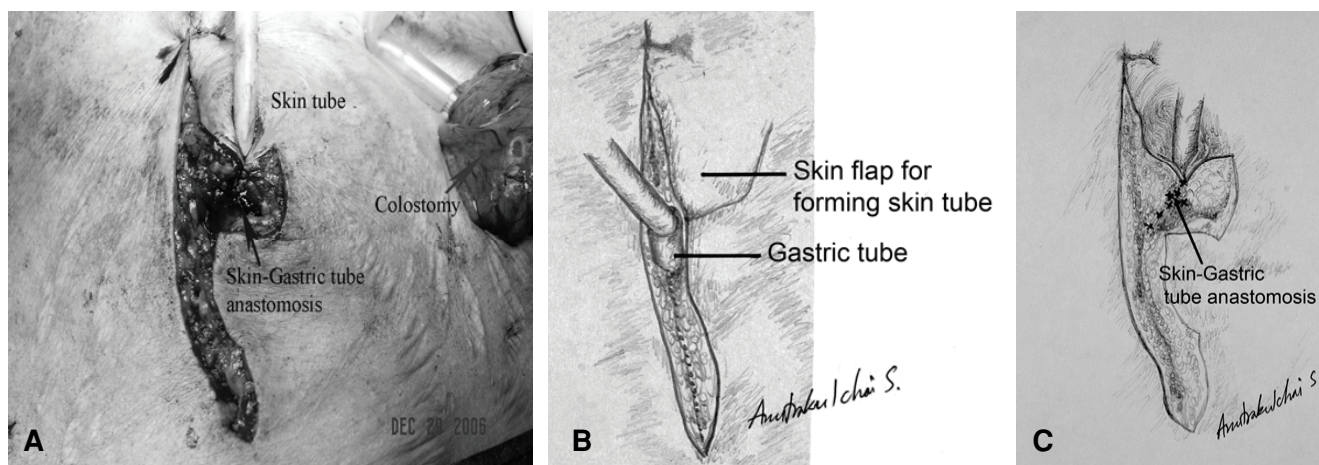 Skin tube
Colostomy
Skin-Gastric tube
anastomosis
DEC 2006
A
Skin flap for
forming skin tube
Gastric tube
S.
B
Skin-Gastric
tube anastomosis
S
C